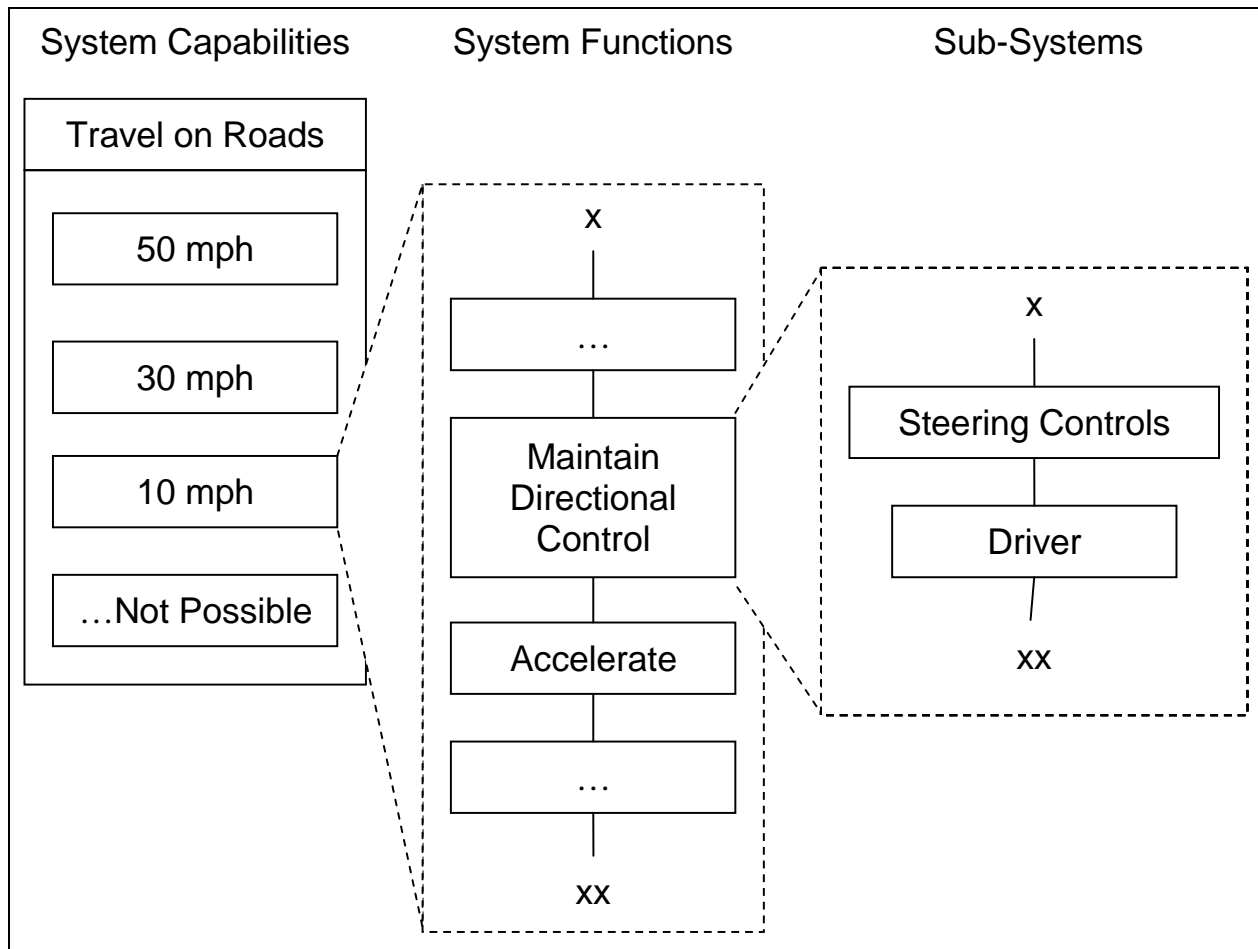 System Capabilities
System Functions
Sub-Systems
Travel on Roads
50 mph
30 mph
10 mph
…Not Possible
x
…
Maintain
Directional
Control
Accelerate
…
xx
x
Steering Controls
Driver
xx